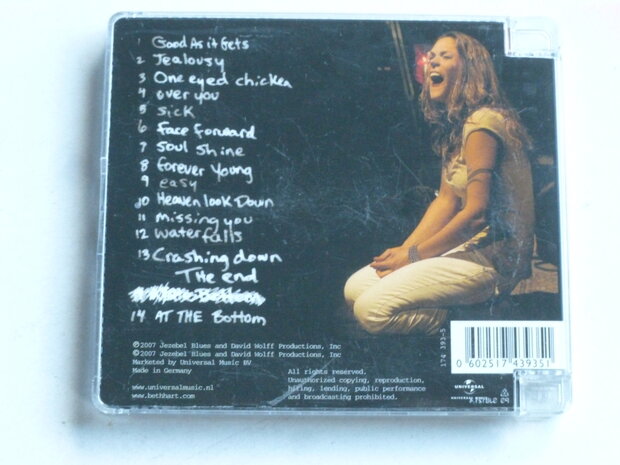 1 Good As it Gets
2 Jealousy
3 One eyed chicken
4 over you
5 Sick
6 face forward
7 Soul Shine
8 forever young
9 easy
10 Heaven look Down
11 missing you
12 water falls
13 Crashing down
The end
14 AT THE Bottom
℗2007 Jezebel Blues and David Wolff Productions, Inc
©2007 Jezebel Blues and David Wolff Productions, Inc
Marketed by Universal Music BV.
Made in Germany
www.universalmusic.nl
www.bethhart.com
All rights reserved.
Unauthorized copying, reproduction,
hiring, lending, public performance
and broadcasting prohibited.
174 393-5
0 602517 439351
UNIVERSAL